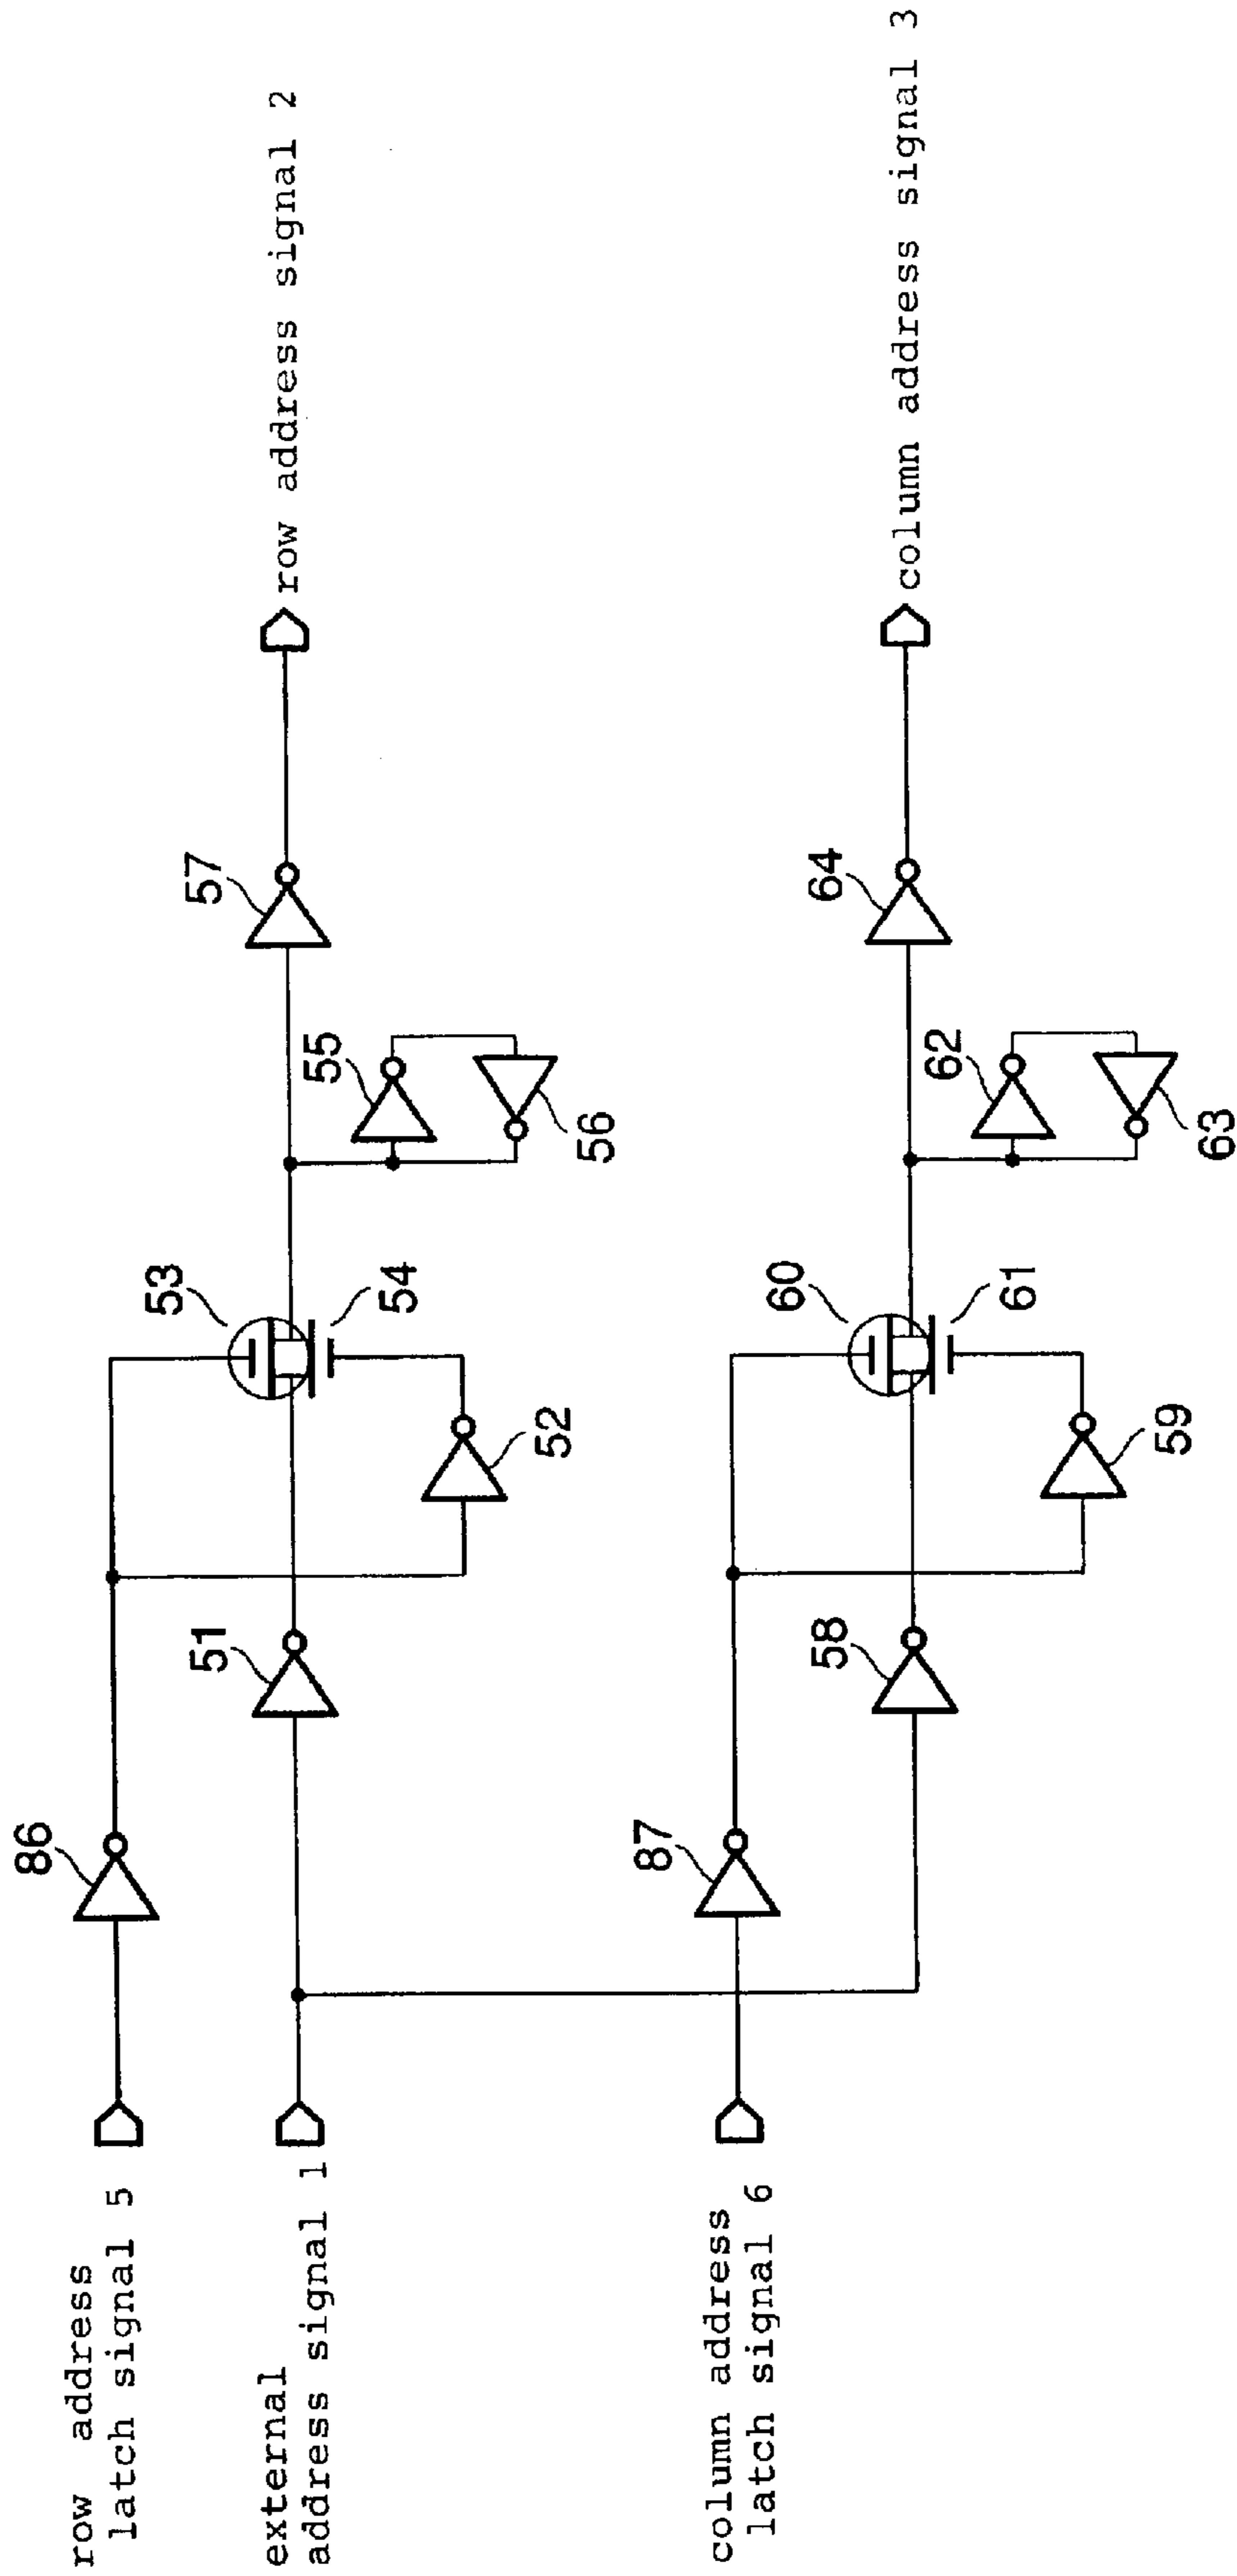 row address
latch signal 5
external
address signal 1
column address
latch signal 6
86
51
52
53
54
55
56
57
row address signal 2
87
58
59
60
61
62
63
64
column address signal 3